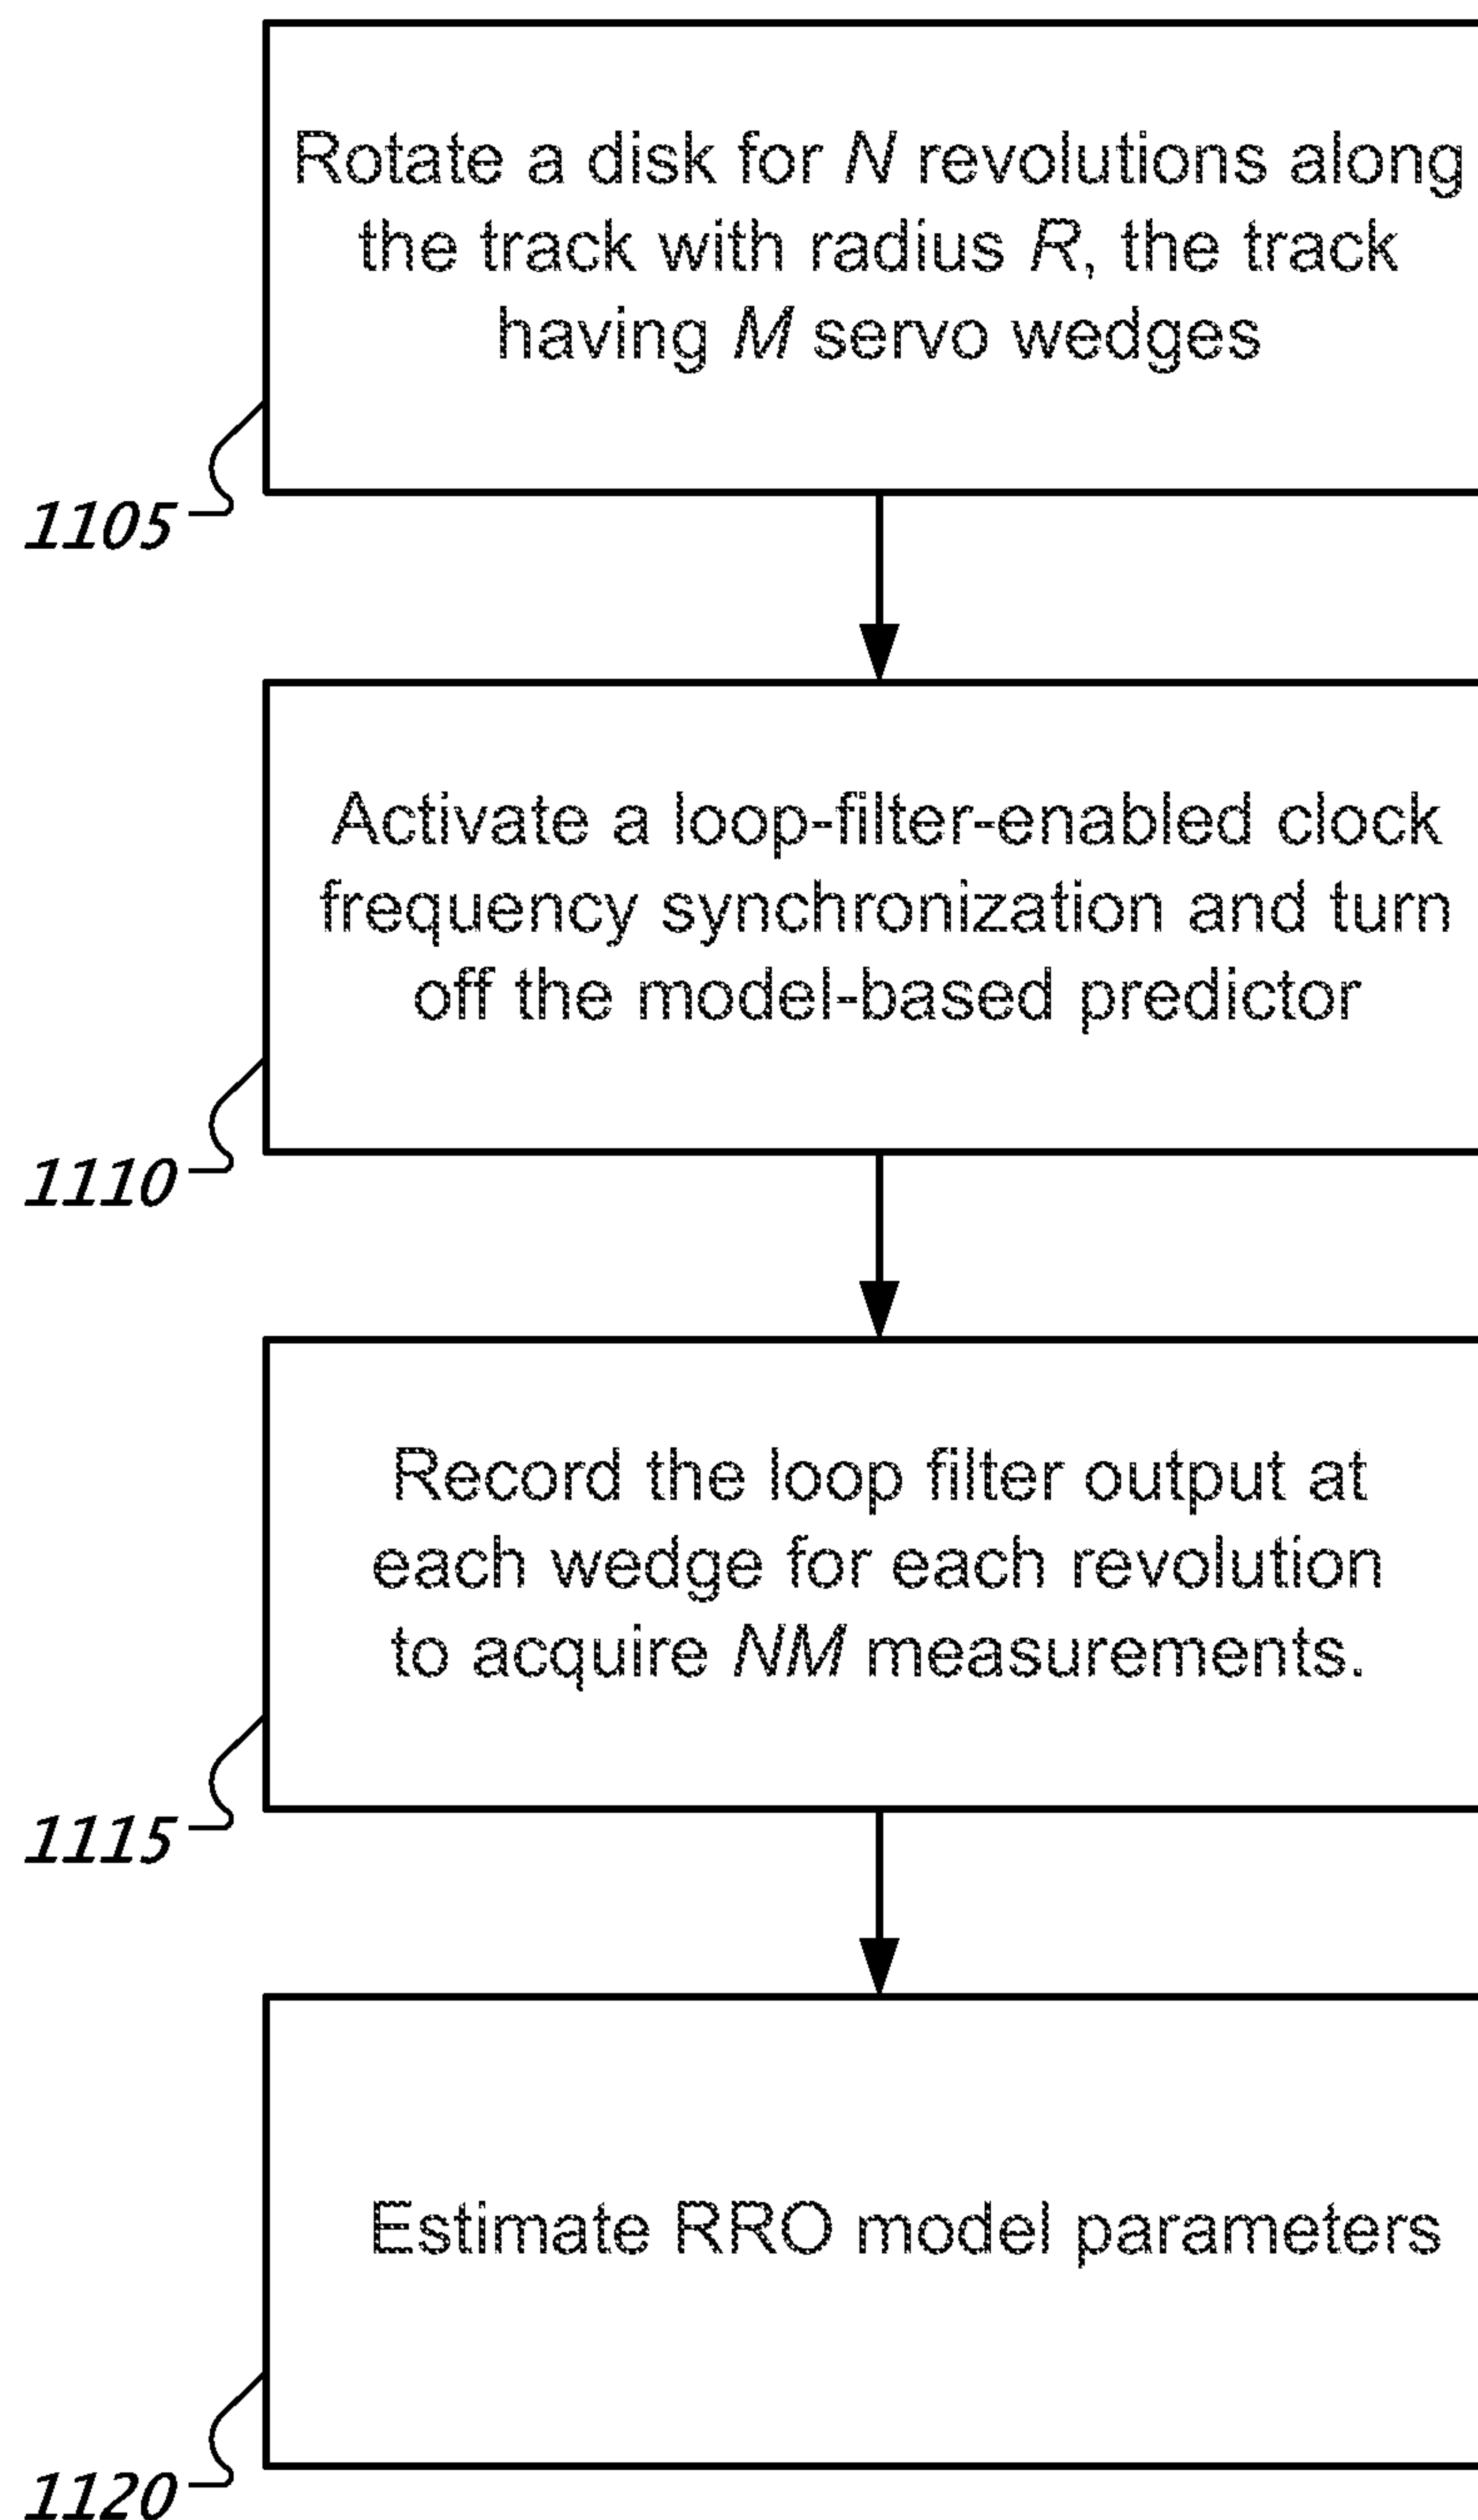 Rotate a disk for N revolutions along
the track with radius R, the track
having M servo wedges
1105
Activate a loop-filter-enabled clock
frequency synchronization and turn
off the model-based predictor
1110
Record the loop filter output at
each wedge for each revolution
to acquire NM measurements.
1115
Estimate RRO model parameters
1120